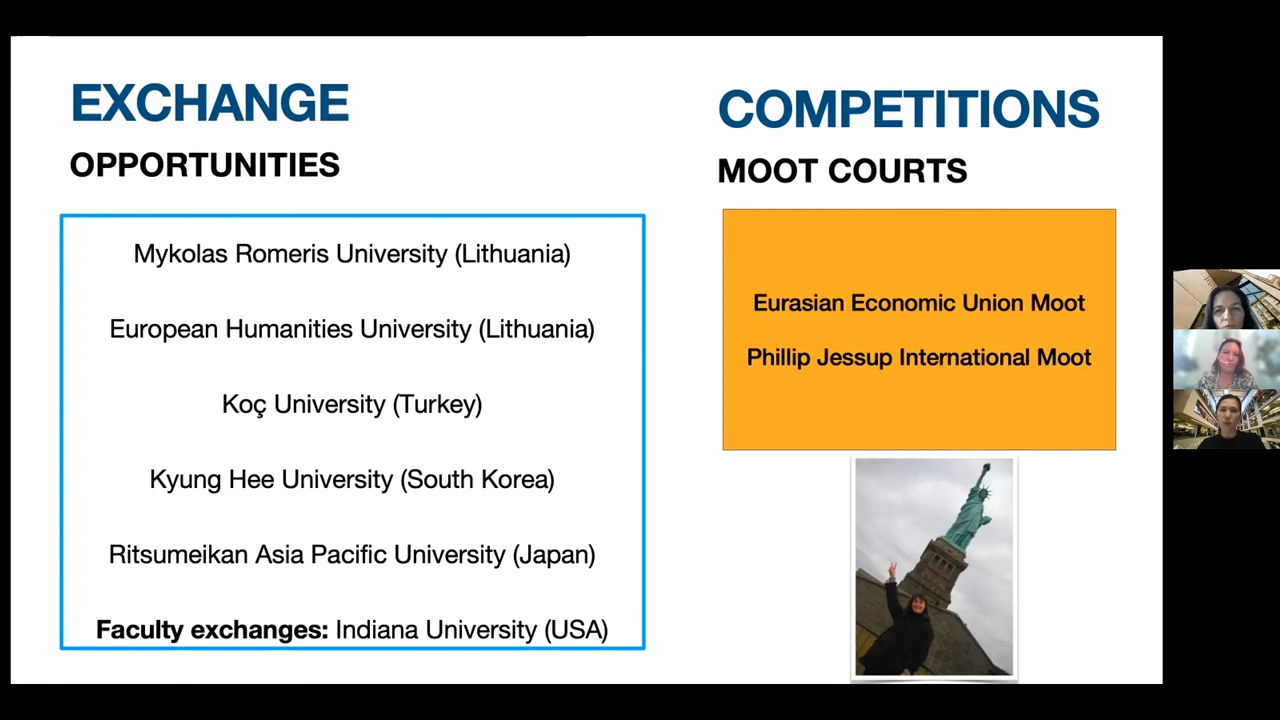 EXCHANGE
OPPORTUNITIES
Mykolas Romeris University (Lithuania)
European Humanities University (Lithuania)
Koç University (Turkey)
Kyung Hee University (South Korea)
Ritsumeikan Asia Pacific University (Japan)
Faculty exchanges: Indiana University (USA)
COMPETITIONS
MOOT COURTS
Eurasian Economic Union Moot
Phillip Jessup International Moot